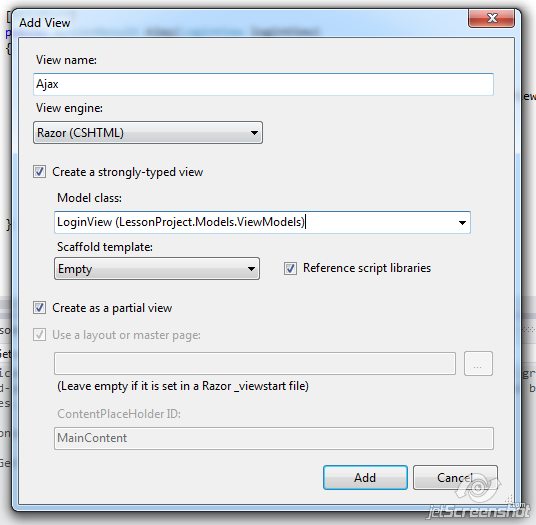 Add View
View name:
Ajax
View engine:
Razor (CSHTML)
Create a strongly-typed view
Model class:
LoginView (LessonProject.Models.ViewModels)
Scaffold template:
Empty
Reference script libraries
Create as a partial view
Use a layout or master page:
...
(Leave empty if it is set in a Razor _viewstart file)
ContentPlaceHolder ID:
MainContent
Add
Cancel
jetScreenshot